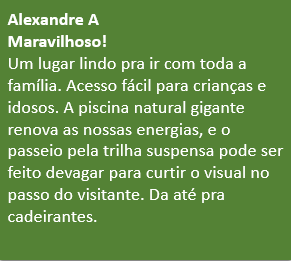 Alexandre A
Maravilhoso!
Um lugar lindo pra ir com toda a
família. Acesso fácil para crianças e
idosos. A piscina natural gigante
renova as nossas energias, e o
passeio pela trilha suspensa pode ser
feito devagar para curtir o visual no
passo do visitante. Da até pra
cadeirantes.